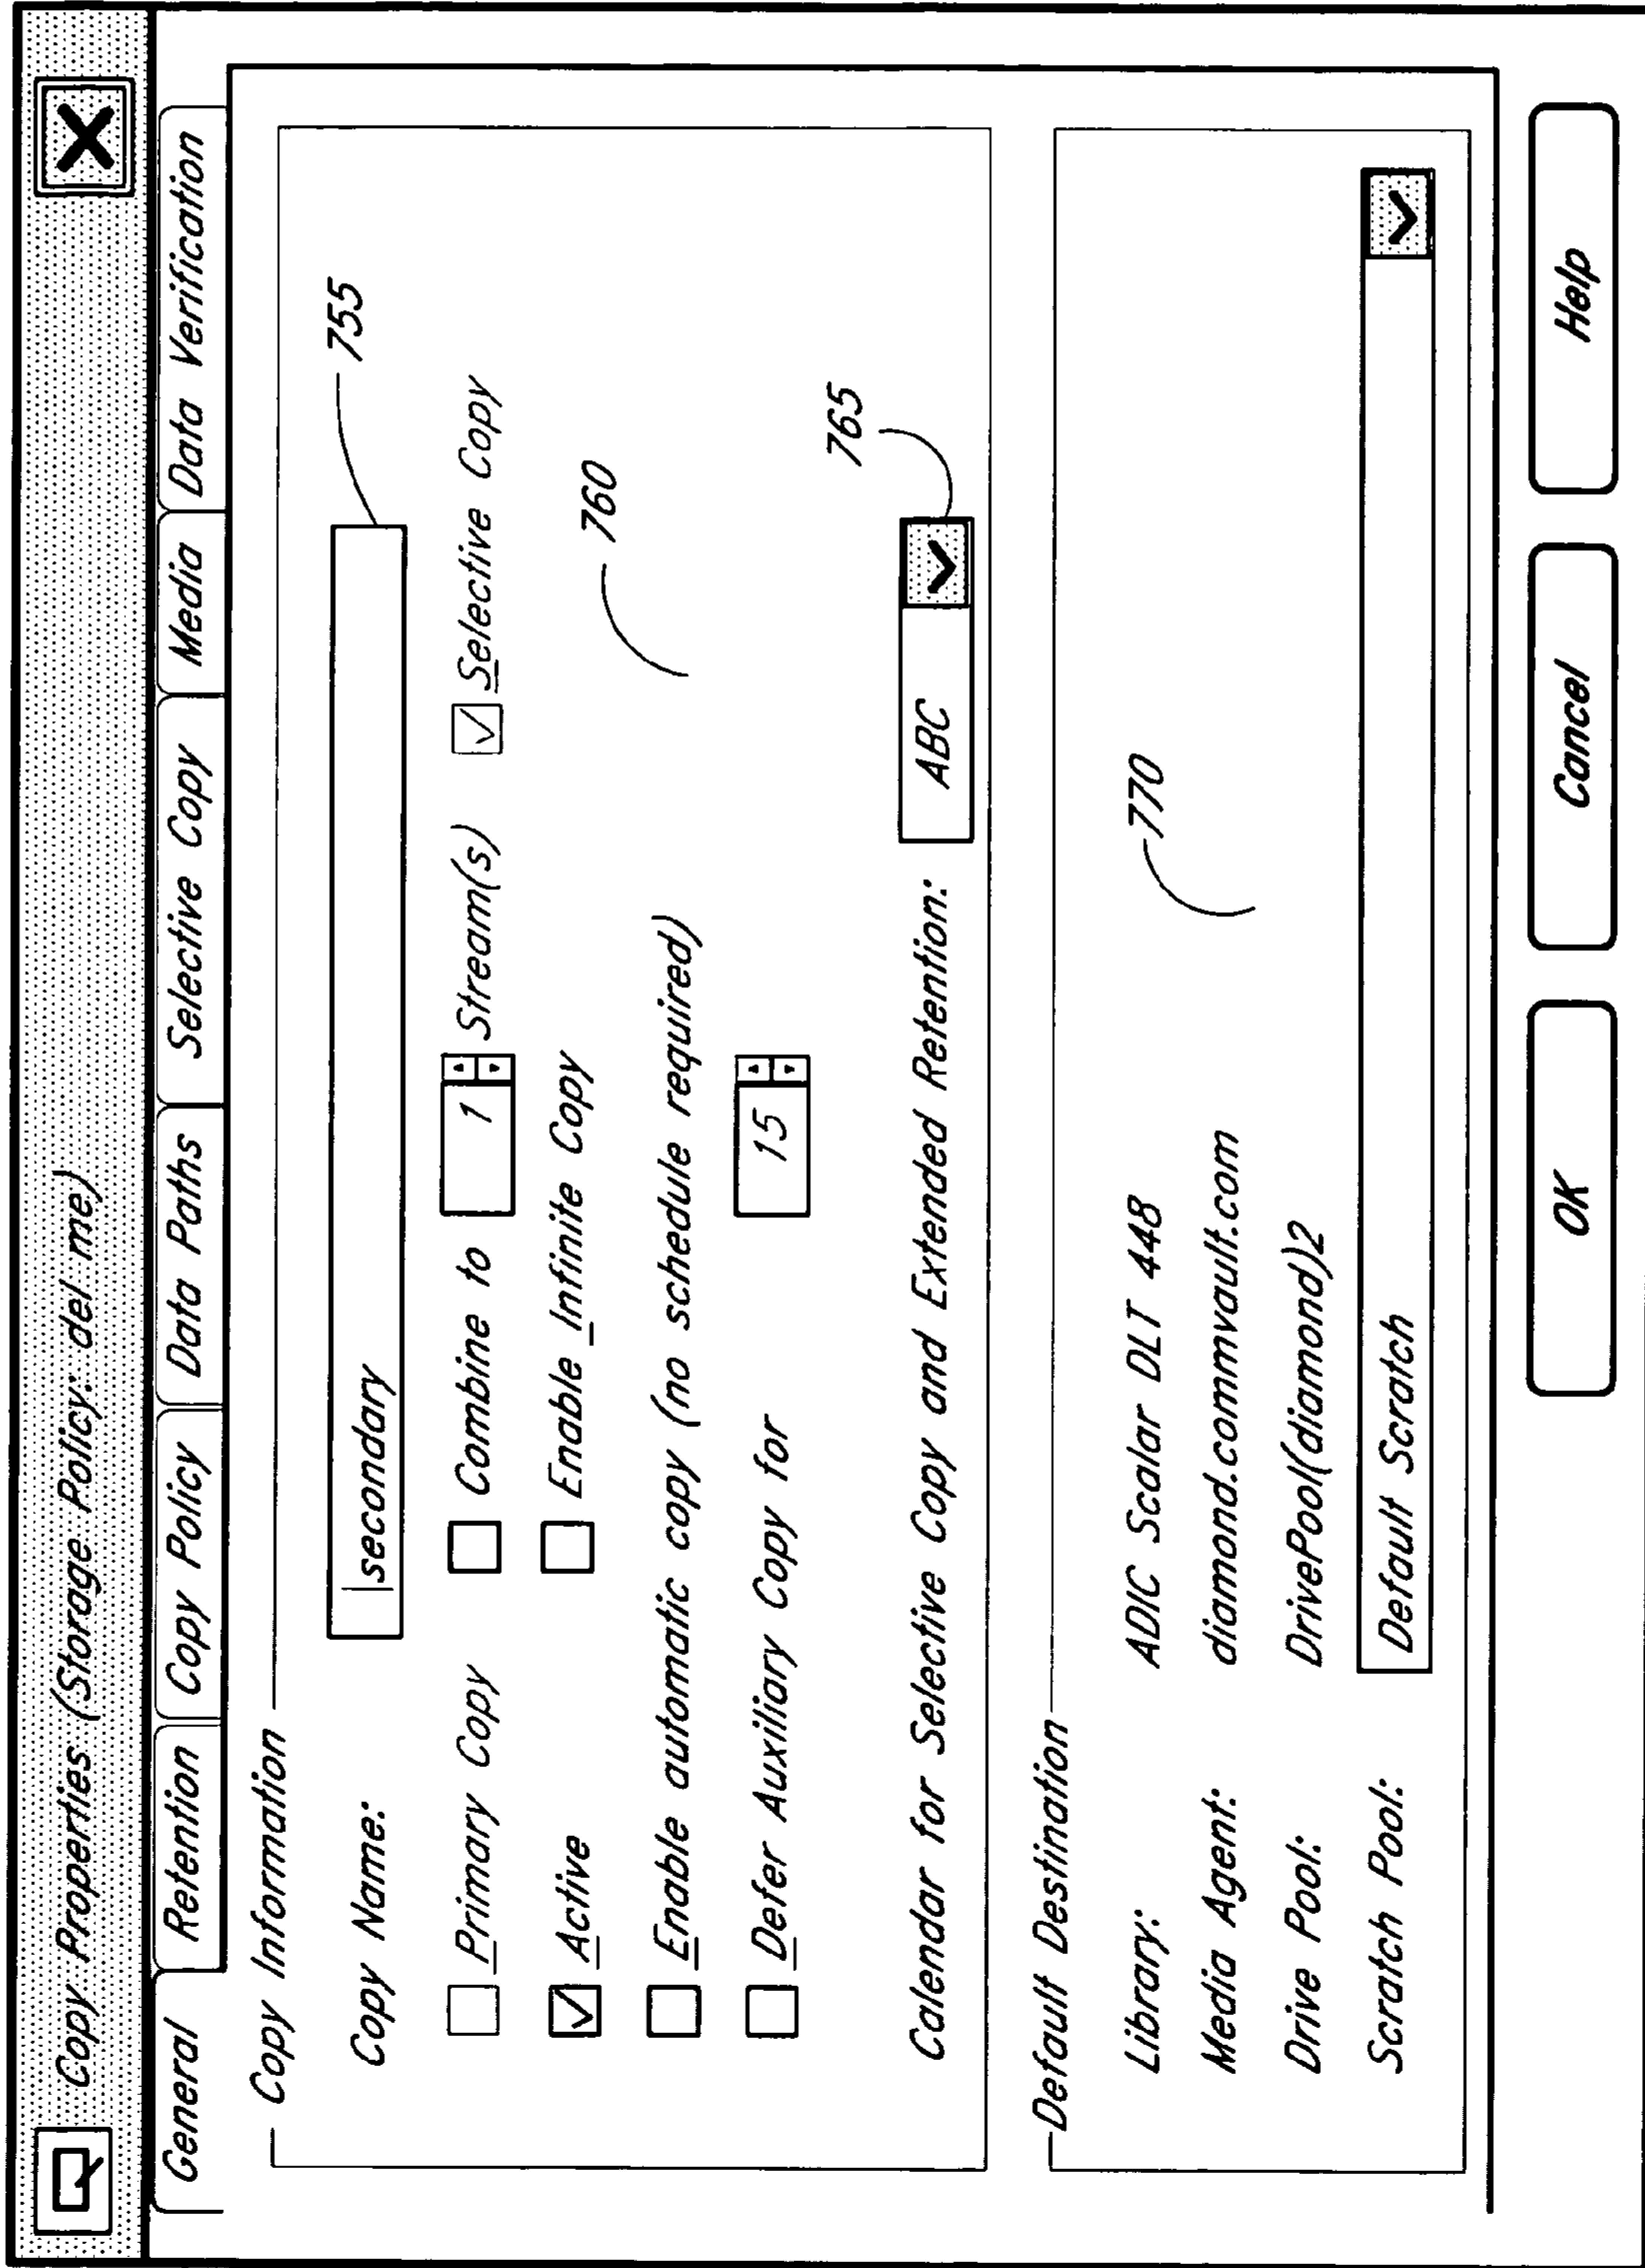 Copy Properties (Storage Policy: del me)
General Retention Copy Policy Data Paths Selective Copy Media Data Verification
Copy Information
Copy Name: secondary 755
Primary Copy Combine to 1 Stream(s) Selective Copy
Active Enable Infinite Copy
760
Enable automatic copy (no schedule required)
Defer Auxiliary Copy for 15
765
Calendar for Selective Copy and Extended Retention: ABC
Default Destination
Library: ADIC Scalar DLT 448 770
Media Agent: diamond.commvault.com
Drive Pool: DrivePool(diamond)2
Scratch Pool: Default Scratch
OK Cancel Help